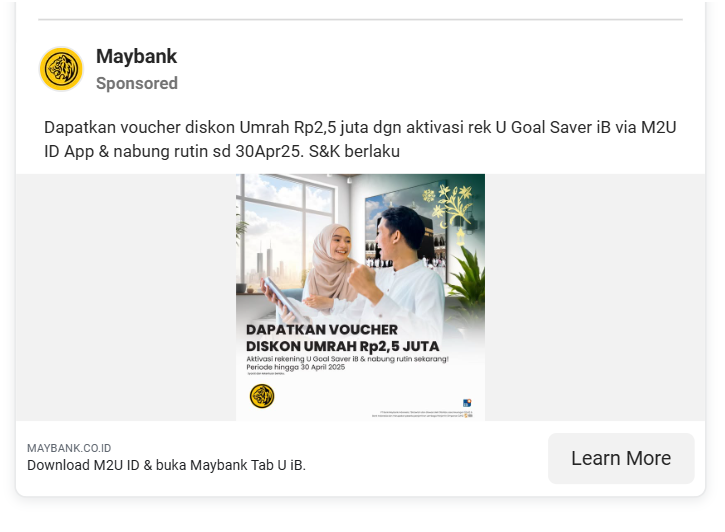 Maybank
Sponsored
Dapatkan voucher diskon Umrah Rp2,5 juta dgn aktivasi rek U Goal Saver iB via M2U
ID App & nabung rutin sd 30Apr25. S&K berlaku
DAPATKAN VOUCHER
DISKON UMRAH Rp2,5 JUTA
Aktivasi rekening U Goal Saver iB & nabung rutin sekarang!
Periode hingga 30 April 2025
MAYBANK.CO.ID
Download M2U ID & buka Maybank Tab U iB.
Learn More